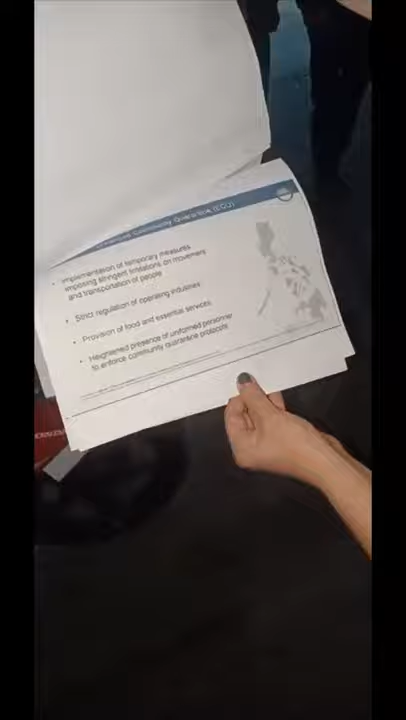 Community Quarantine (ECQ)
• Implementation of temporary measures
imposing stringent limitations on movement
and transportation of people
• Strict regulation of operating industries
• Provision of food and essential services
• Heightened presence of uniformed personnel
to enforce community quarantine protocols